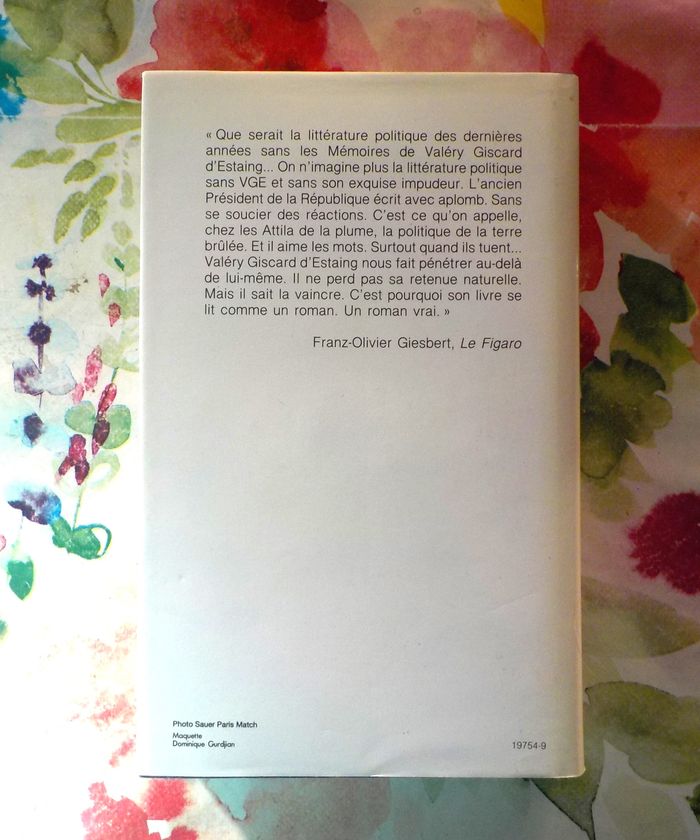 « Que serait la littérature politique des dernières
années sans les Mémoires de Valéry Giscard
d'Estaing... On n'imagine plus la littérature politique
sans VGE et sans son exquise impudeur. L'ancien
Président de la République écrit avec aplomb. Sans
se soucier des réactions. C'est ce qu'on appelle,
chez les Attila de la plume, la politique de la terre
brûlée. Et il aime les mots. Surtout quand ils tuent...
Valéry Giscard d'Estaing nous fait pénétrer au-delà
de lui-même. Il ne perd pas sa retenue naturelle.
Mais il sait la vaincre. C'est pourquoi son livre se
lit comme un roman. Un roman vrai. »
Franz-Olivier Giesbert, Le Figaro
Photo Sauer Paris Match
Maquette
Dominique Gurdjian
19754-9